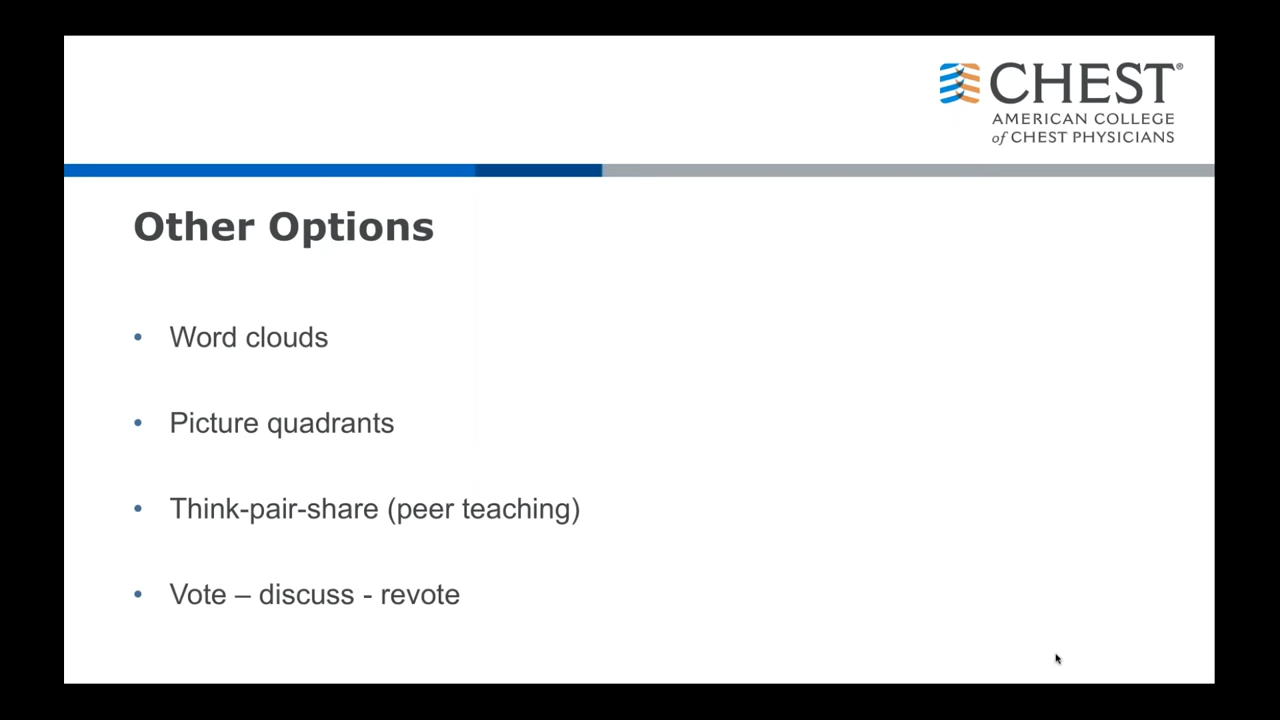 CHEST®
AMERICAN COLLEGE
of CHEST PHYSICIANS
Other Options
• Word clouds
• Picture quadrants
• Think-pair-share (peer teaching)
• Vote – discuss - revote